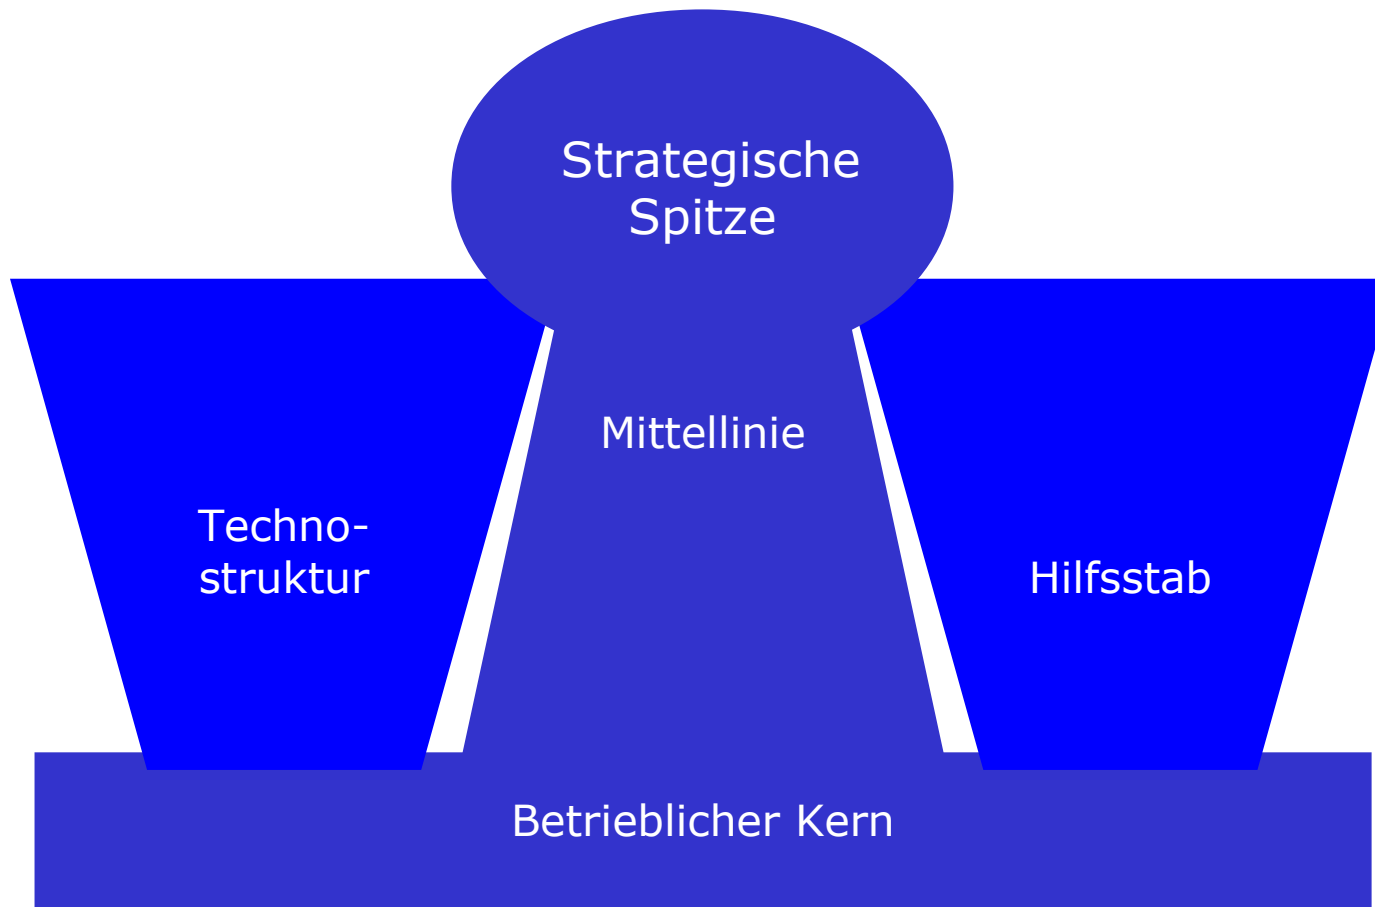 Strategische
Spitze
Mittellinie
Techno-
struktur
Hilfsstab
Betrieblicher Kern